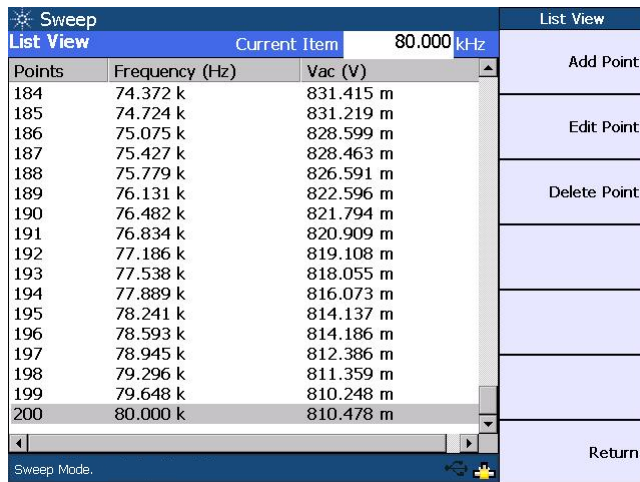 Sweep
List View
List View Current Item 80.000 kHz
Points Frequency (Hz) Vac (V)
184 74.372 k 831.415 m
185 74.724 k 831.219 m
186 75.075 k 828.599 m
187 75.427 k 828.463 m
188 75.779 k 826.591 m
189 76.131 k 822.596 m
190 76.482 k 821.794 m
191 76.834 k 820.909 m
192 77.186 k 819.108 m
193 77.538 k 818.055 m
194 77.889 k 816.073 m
195 78.241 k 814.137 m
196 78.593 k 814.186 m
197 78.945 k 812.386 m
198 79.296 k 811.359 m
199 79.648 k 810.248 m
200 80.000 k 810.478 m
Sweep Mode.
Add Point
Edit Point
Delete Point
Return